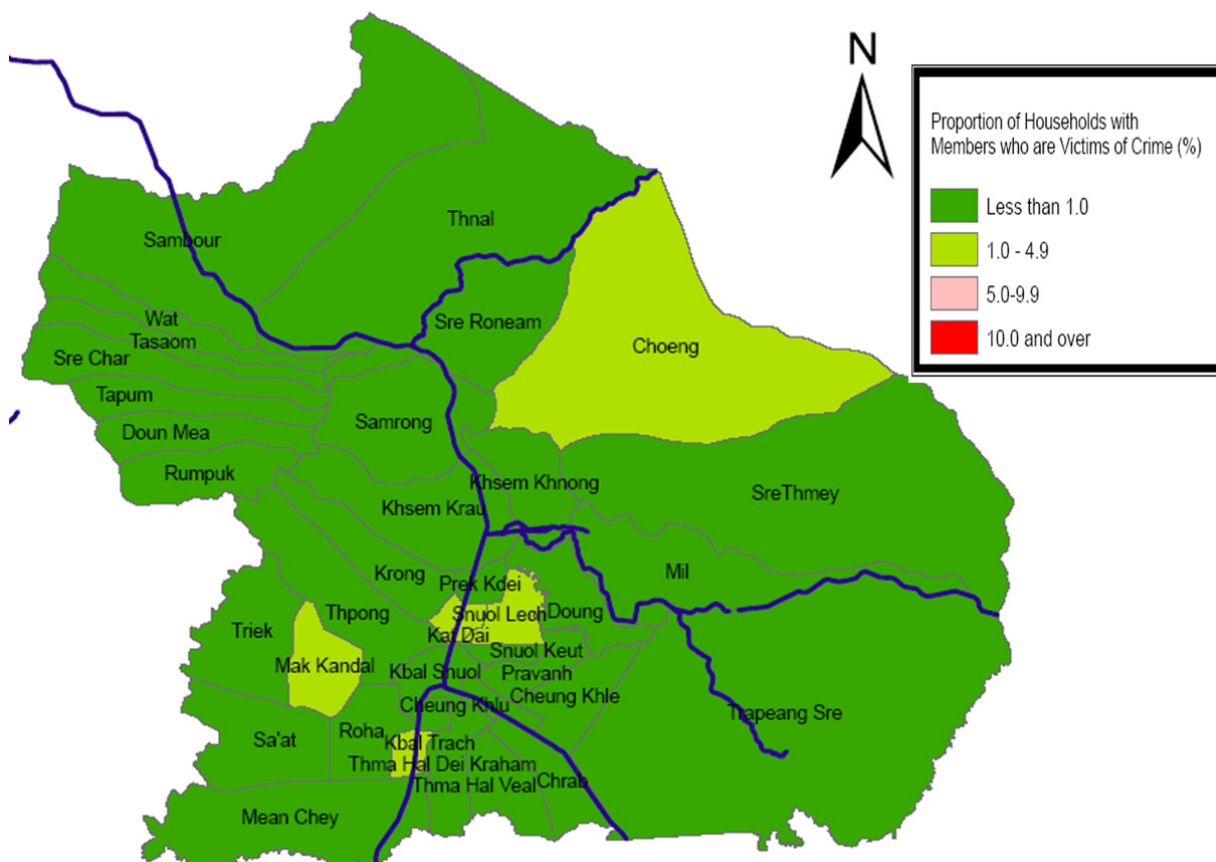 N
Proportion of Households with
Members who are Victims of Crime (%)
Less than 1.0
1.0 - 4.9
5.0-9.9
10.0 and over
Thnal
Sambour
Wat
Tasaom
Sre Roneam
Sre Char
Choeng
Tapum
Samrong
Doun Mea
Rumpuk
Khsem Khnong
SreThmey
Khsem Krau
Krong
Prek Kdei
Mil
Thpong
Snuol Lech
Doung
Triek
Kat Dai
Snuol Keut
Mak Kandal
Kbal Shuol
Pravanh
Cheung Khle
Cheung Khlu
Trapeang Sre
Sa'at
Roha
Kbal Trach
Thma Hal Dei Kraham
Thma Hal Veal
Chrab
Mean Chey